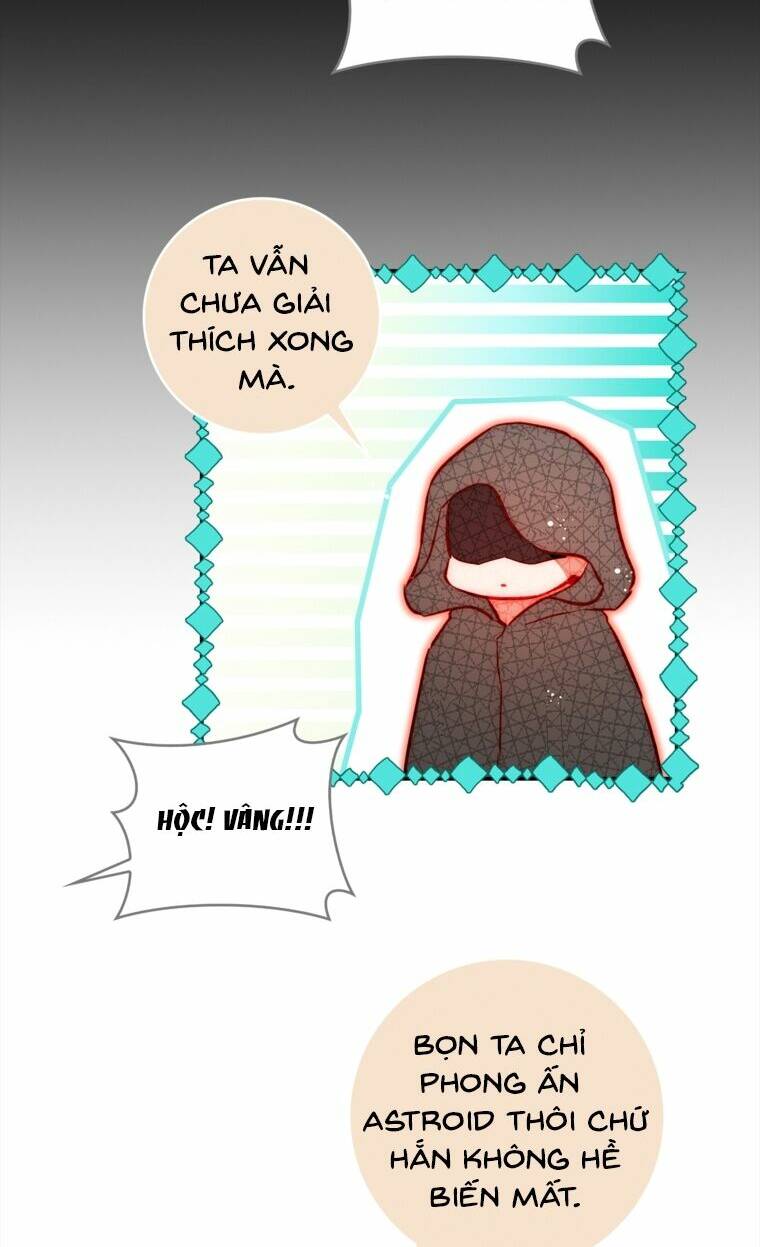 TA VẪN
CHƯA GIẢI
THÍCH XONG
MÀ.
HỘC! VÂNG!!!
BỌN TA CHỈ
PHONG ẤN
ASTROID THÔI CHỨ
HẮN KHÔNG HỀ
BIẾN MẤT.